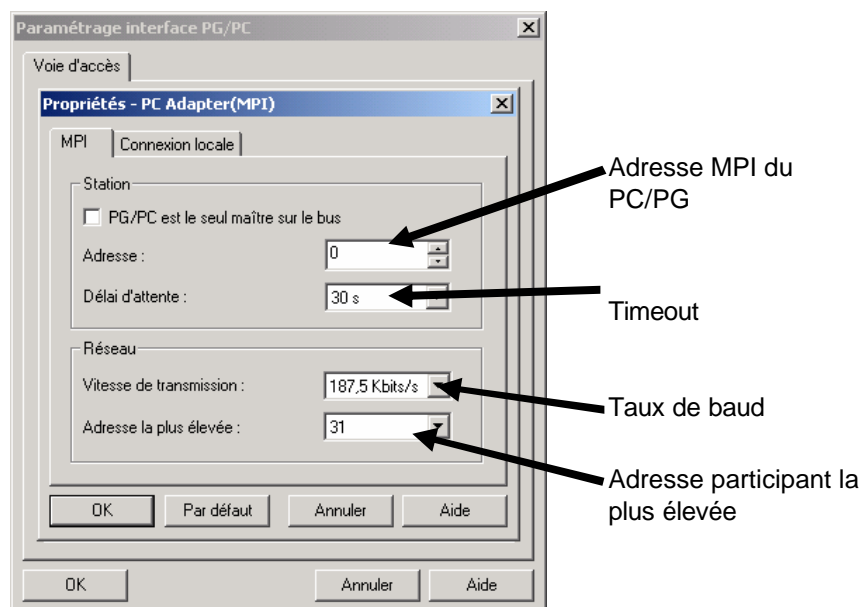 Paramétrage interface PG/PC
Voie d'accès
Propriétés - PC Adapter(MPI)
MPI
Connexion locale
Station
PG/PC est le seul maître sur le bus
Adresse :
0
Délai d'attente :
30 s
Réseau
Vitesse de transmission :
187,5 Kbits/s
Adresse la plus élevée :
31
OK
Par défaut
Annuler
Aide
OK
Annuler
Aide
Adresse MPI du
PC/PG
Timeout
Taux de baud
Adresse participant la
plus élevée